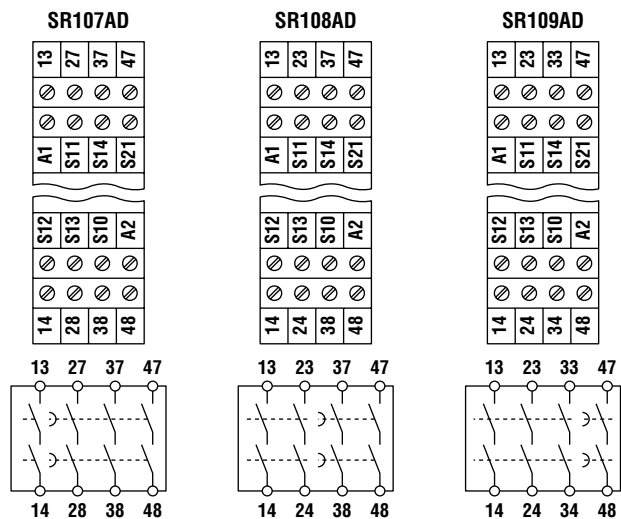 SR107AD SR108AD SR109AD
13 27 37 47 13 23 37 47 13 23 33 47
A1 S11 S14 S21 A1 S11 S14 S21 A1 S11 S14 S21
S12 S13 S10 A2 S12 S13 S10 A2 S12 S13 S10 A2
14 28 38 48 14 24 38 48 14 24 34 48
13 27 37 47 13 23 37 47 13 23 33 47
14 28 38 48 14 24 38 48 14 24 34 48